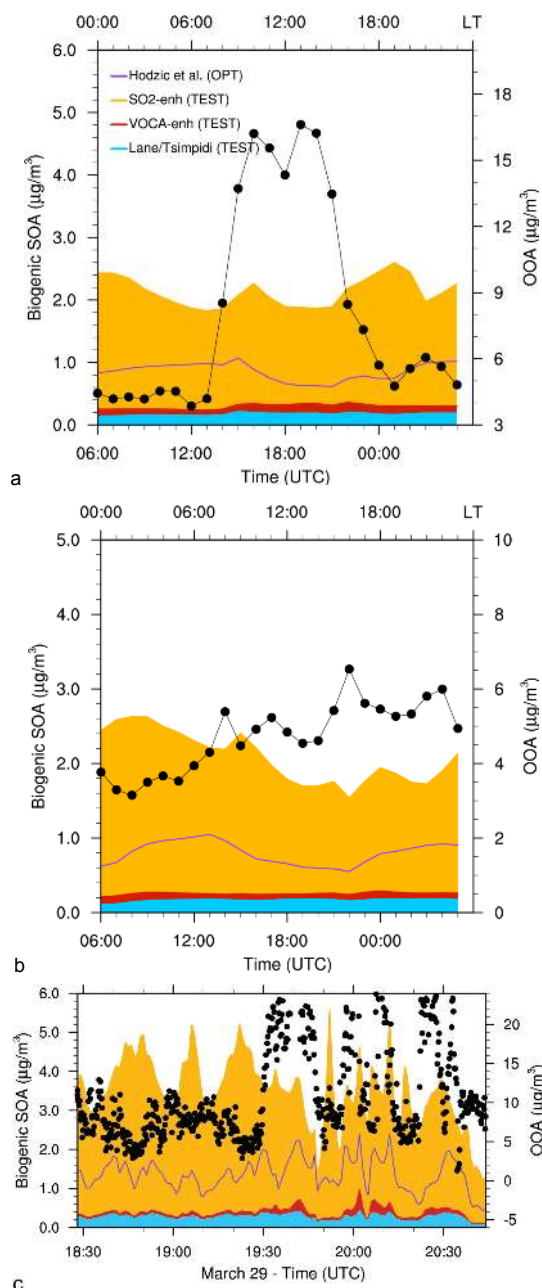 00:00 06:00 12:00 18:00 LT
6.0
5.0
4.0
3.0
2.0
1.0
0.0
Biogenic SOA (μg/m³)
Hodzic et al. (OPT)
SO2-enh (TEST)
VOCA-enh (TEST)
Lane/Tsimpidi (TEST)
18
15
12
9
6
3
OOA (μg/m³)
06:00 12:00 18:00 00:00
Time (UTC)
a
00:00 06:00 12:00 18:00 LT
5.0
4.0
3.0
2.0
1.0
0.0
Biogenic SOA (μg/m³)
10
8
6
4
2
0
OOA (μg/m³)
06:00 12:00 18:00 00:00
Time (UTC)
b
6.0
5.0
4.0
3.0
2.0
1.0
0.0
Biogenic SOA (μg/m³)
20
15
10
5
0
-5
OOA (μg/m³)
18:30 19:00 19:30 20:00 20:30
March 29 - Time (UTC)
c